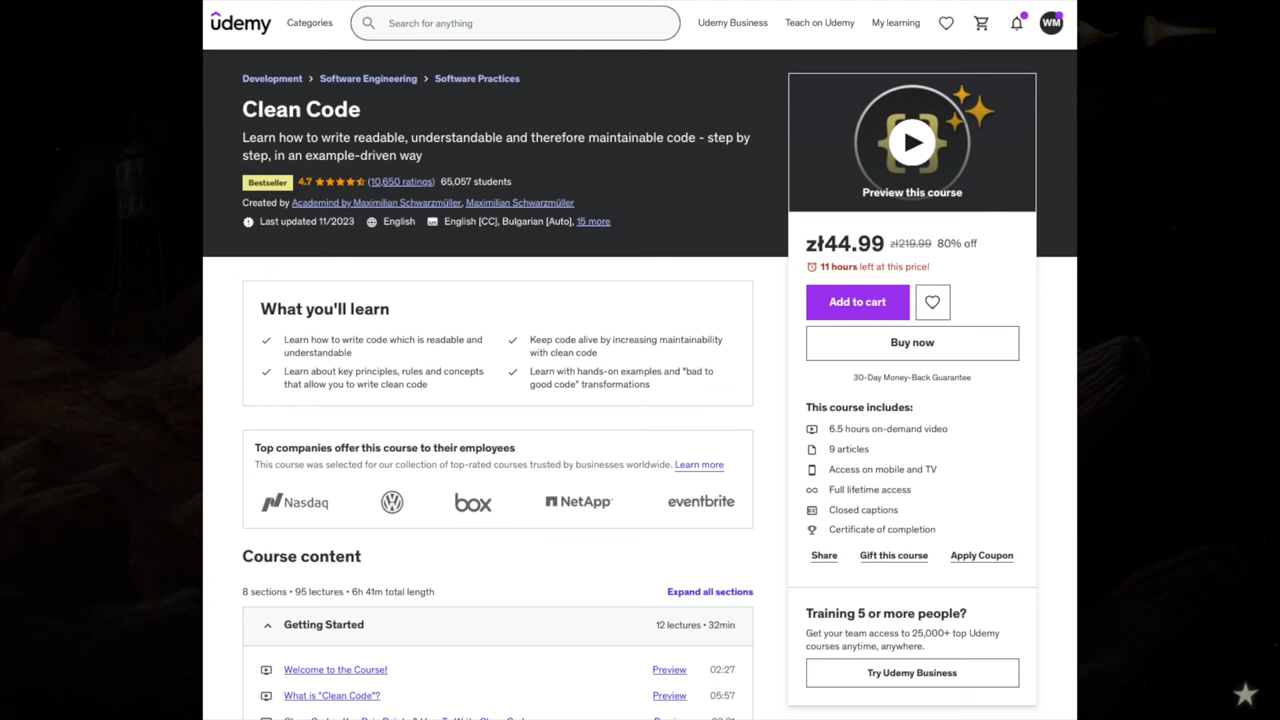 udemy
Categories
Search for anything
Udemy Business
Teach on Udemy
My learning
WM
Development > Software Engineering > Software Practices
Clean Code
Learn how to write readable, understandable and therefore maintainable code - step by
step, in an example-driven way
Bestseller 4.7 (10,650 ratings) 65,057 students
Created by Academind by Maximilian Schwarzmüller, Maximilian Schwarzmüller
Last updated 11/2023 English English [CC], Bulgarian [Auto], 15 more
Preview this course
zł44.99 zł219.99 80% off
11 hours left at this price!
Add to cart
Buy now
30-Day Money-Back Guarantee
This course includes:
6.5 hours on-demand video
9 articles
Access on mobile and TV
Full lifetime access
Closed captions
Certificate of completion
Share Gift this course Apply Coupon
Training 5 or more people?
Get your team access to 25,000+ top Udemy
courses anytime, anywhere.
Try Udemy Business
What you'll learn
Learn how to write code which is readable and
understandable
Learn about key principles, rules and concepts
that allow you to write clean code
Keep code alive by increasing maintainability
with clean code
Learn with hands-on examples and "bad to
good code" transformations
Top companies offer this course to their employees
This course was selected for our collection of top-rated courses trusted by businesses worldwide. Learn more
Nasdaq
box
NetApp
eventbrite
Course content
8 sections • 95 lectures • 6h 41m total length Expand all sections
Getting Started 12 lectures • 32min
Welcome to the Course! Preview 02:27
What is "Clean Code"? Preview 05:57